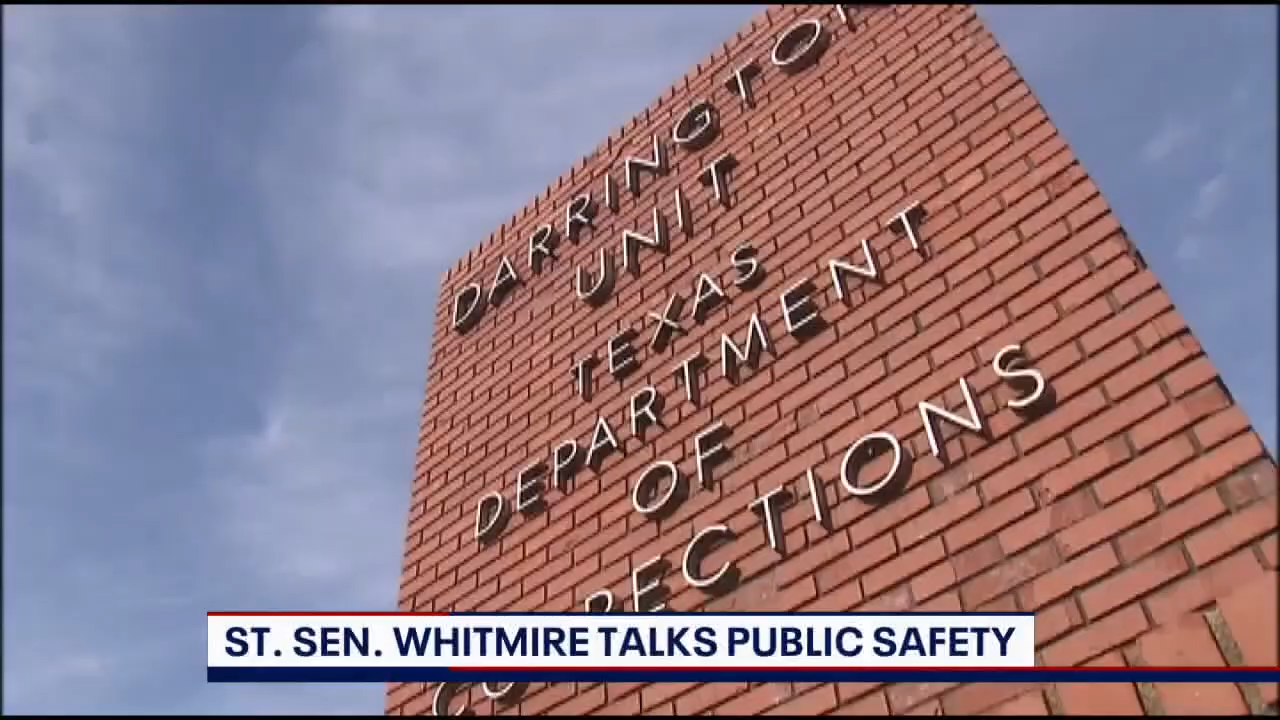 DARRINGTON
UNIT
TEXAS
DEPARTMENT
OF
CORRECTIONS
ST. SEN. WHITMIRE TALKS PUBLIC SAFETY